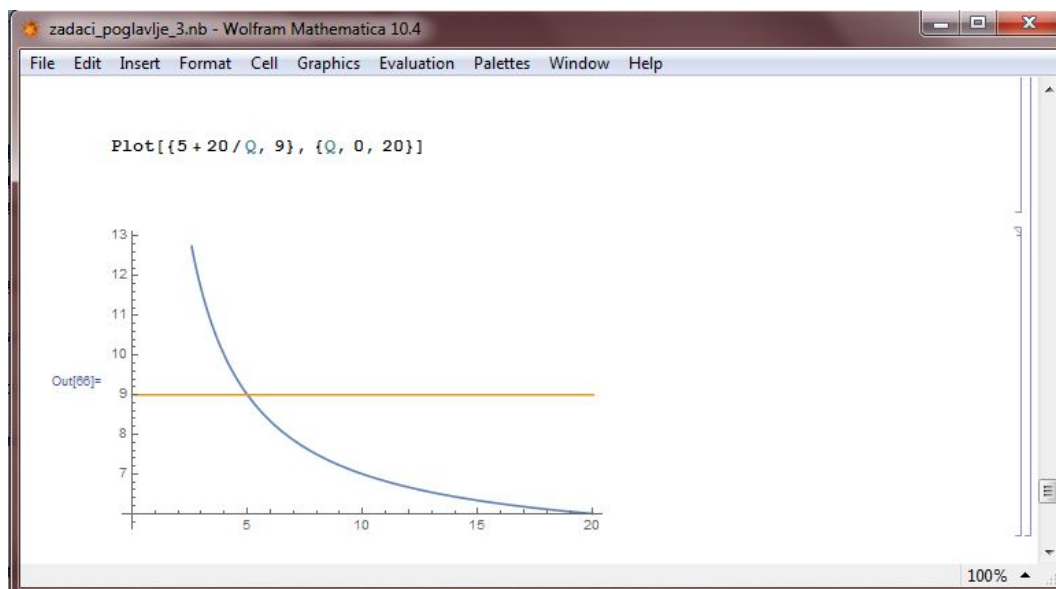 zadaci_poglavlje_3.nb - Wolfram Mathematica 10.4
File Edit Insert Format Cell Graphics Evaluation Palettes Window Help
Plot[{5 + 20 / Q, 9}, {Q, 0, 20}]
13
12
11
10
Out[66]=
9
8
7
5 10 15 20
100%